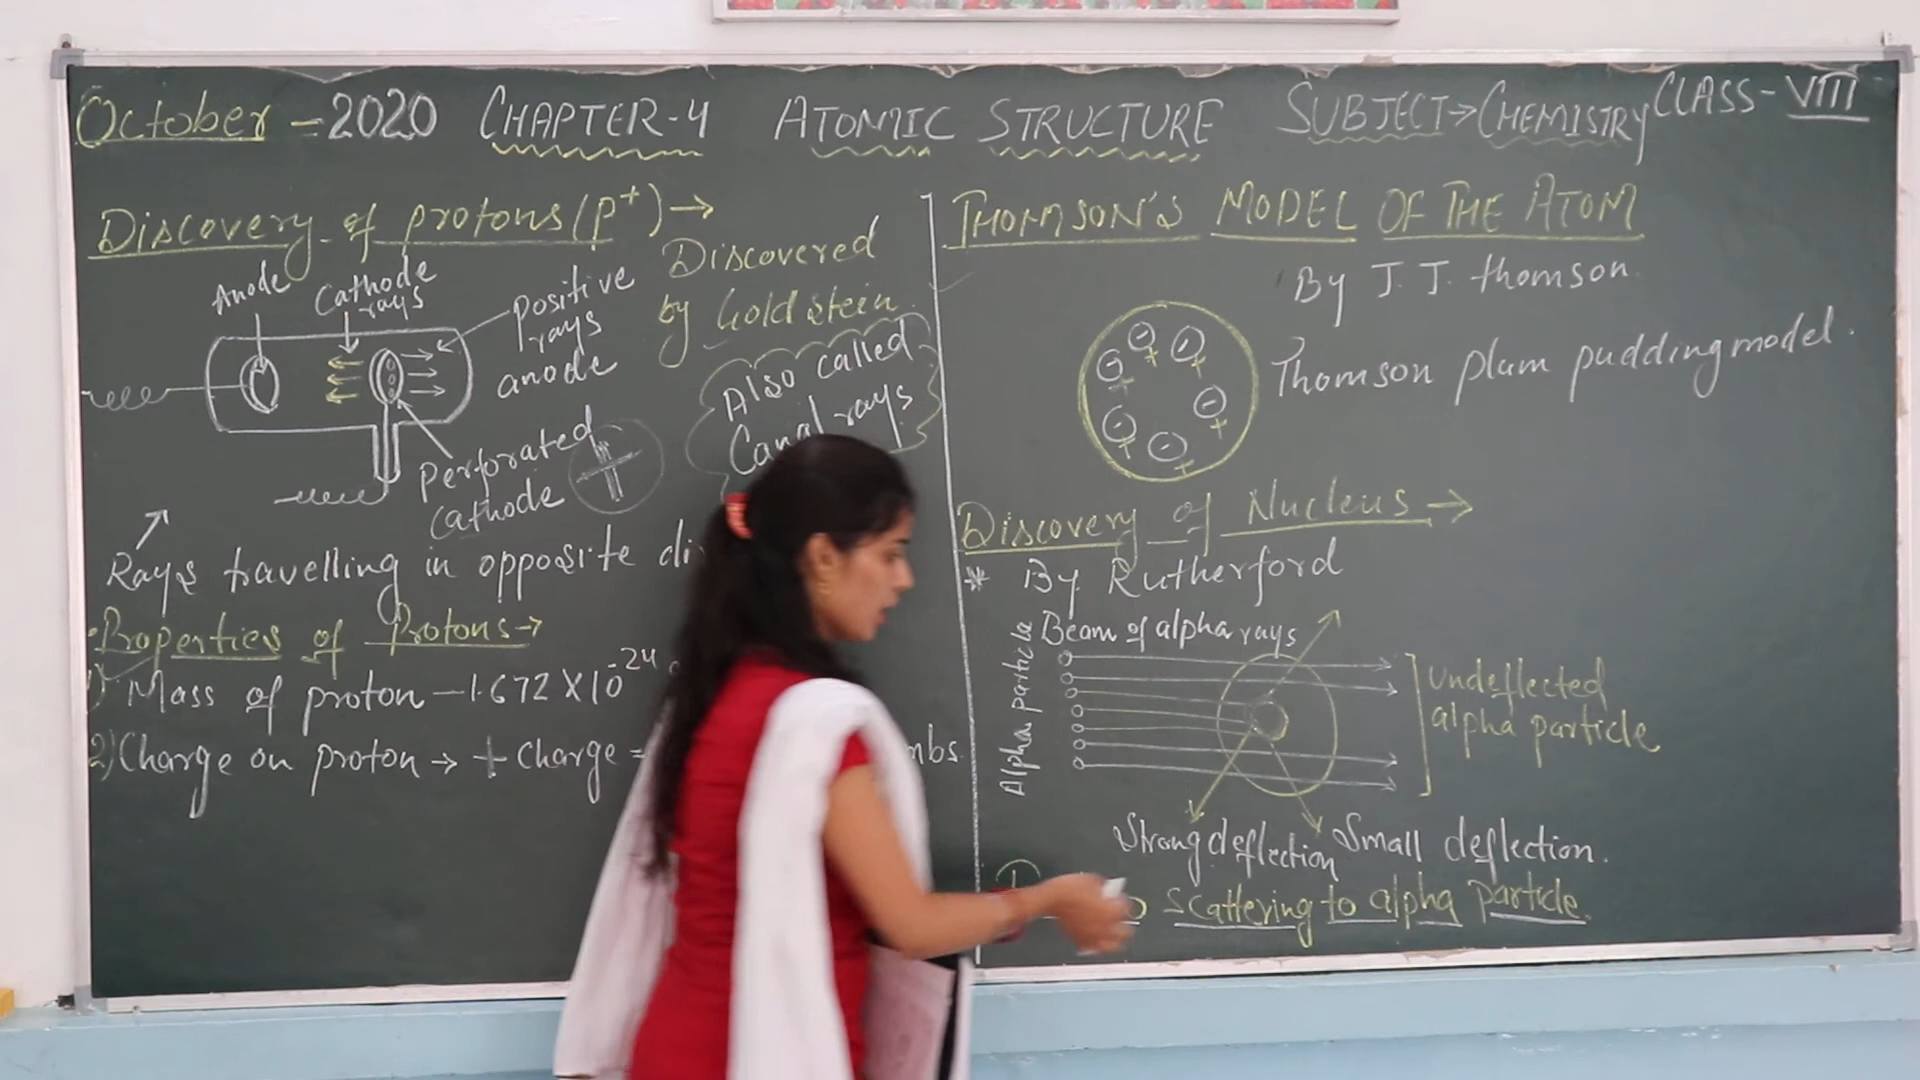 October - 2020 CHAPTER-4 ATOMIC STRUCTURE SUBJECT→CHEMISTRY CLASS - VIII
Discovery of protons (p+) →
Discovered
by Goldstein
Anode
Cathode
rays
positive
rays
anode
Also called
Canal rays
Perforated
cathode
Rays travelling in opposite
Properties of Protons→
1) Mass of proton - 1.672 X 10-24
2) Charge on proton → + Charge =
THOMSON'S MODEL OF THE ATOM
By J. J. thomson
Thomson plum pudding model.
Discovery of Nucleus →
* By Rutherford
Beam of alpha rays
Alpha particle
undeflected
alpha particle
Strong deflection Small deflection.
scattering to alpha particle.